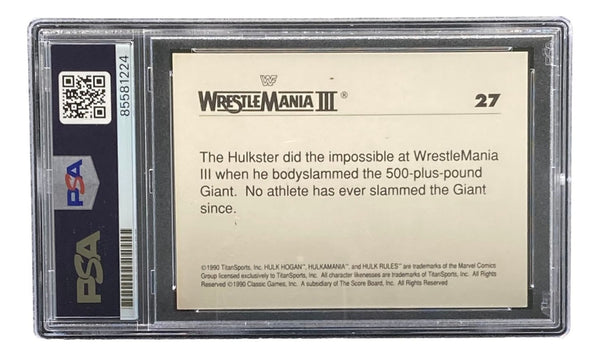 WF
WRESTLEMANIA III ®
27
The Hulkster did the impossible at WrestleMania
III when he bodyslammed the 500-plus-pound
Giant. No athlete has ever slammed the Giant
since.
©1990 TitanSports, Inc. HULK HOGAN™, HULKAMANIA™, and HULK RULES™ are trademarks of the Marvel Comics
Group licensed exclusively to TitanSports, Inc. All character likenesses are trademarks of TitanSports, Inc. All Rights
Reserved ©1990 Classic Games, Inc. A subsidiary of The Score Board, Inc. All Rights Reserved
85581224
PSA
PSA